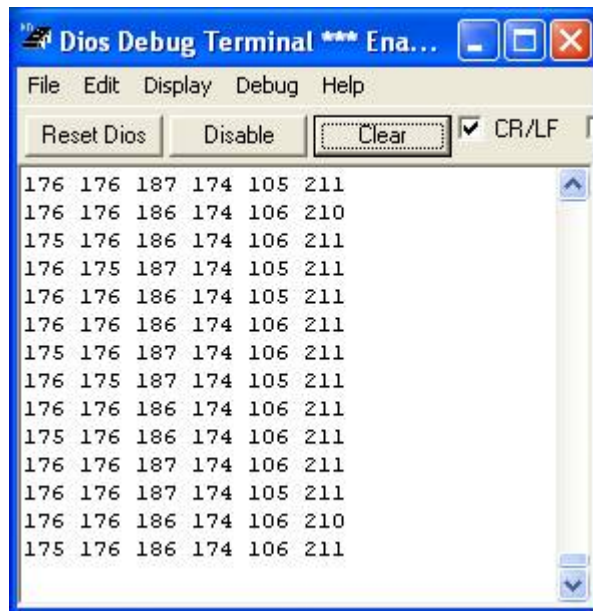 Dios Debug Terminal *** Ena...
File Edit Display Debug Help
Reset Dios Disable Clear CR/LF
176 176 187 174 105 211
176 176 186 174 106 210
175 176 186 174 106 211
176 175 187 174 105 211
176 176 186 174 105 211
176 176 186 174 106 211
175 176 187 174 106 211
176 175 187 174 105 211
176 176 186 174 106 211
175 176 186 174 106 211
176 176 187 174 106 211
176 176 187 174 105 211
176 176 186 174 106 210
175 176 186 174 106 211